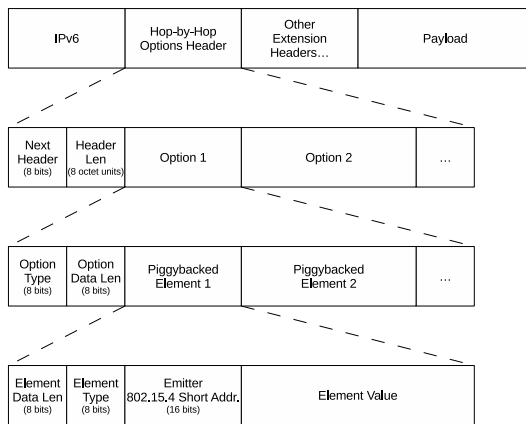 IPv6
Hop-by-Hop
Options Header
Other
Extension
Headers...
Payload
Next
Header
(8 bits)
Header
Len
(8 octet units)
Option 1
Option 2
...
Option
Type
(8 bits)
Option
Data Len
(8 bits)
Piggybacked
Element 1
Piggybacked
Element 2
...
Element
Data Len
(8 bits)
Element
Type
(8 bits)
Emitter
802.15.4 Short Addr.
(16 bits)
Element Value